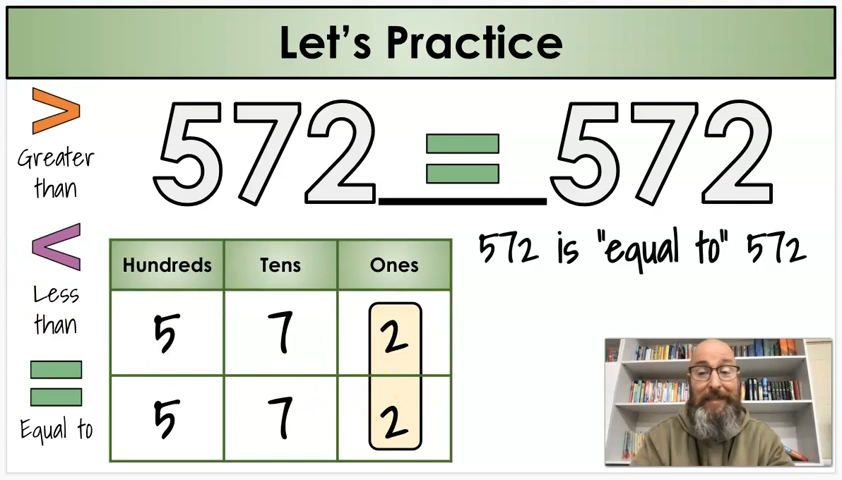 Let's Practice
>
Greater
than
572 = 572
572 is "equal to" 572
<
Less
than
=
Equal to
Hundreds Tens Ones
5 7 2
5 7 2